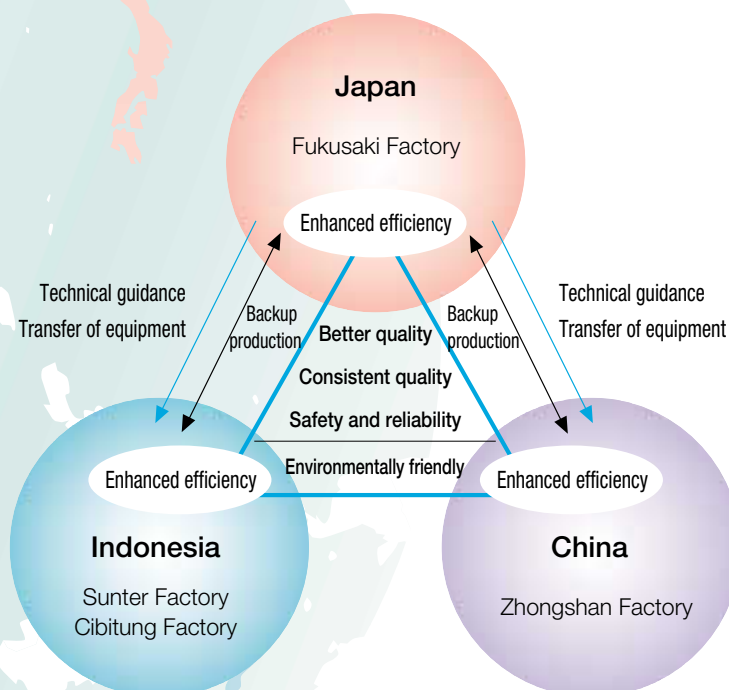 Japan
Fukusaki Factory
Enhanced efficiency
Technical guidance
Transfer of equipment
Backup
production
Better quality
Consistent quality
Safety and reliability
Environmentally friendly
Backup
production
Technical guidance
Transfer of equipment
Enhanced efficiency
Indonesia
Sunter Factory
Cibitung Factory
Enhanced efficiency
China
Zhongshan Factory